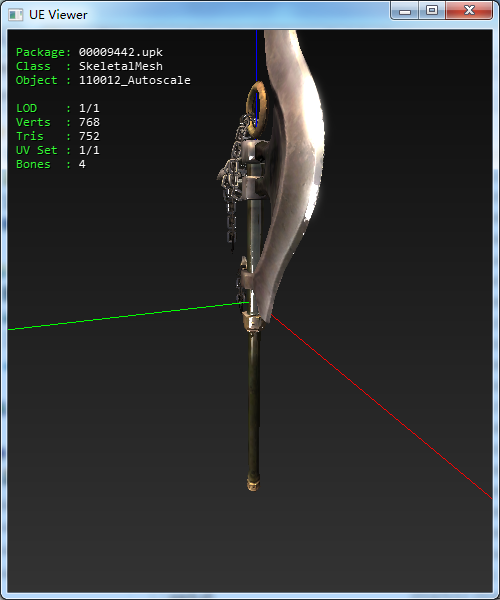 UE Viewer
Package: 00009442.upk
Class  : SkeletalMesh
Object : 110012_Autoscale
LOD    : 1/1
Verts  : 768
Tris   : 752
UV Set : 1/1
Bones  : 4